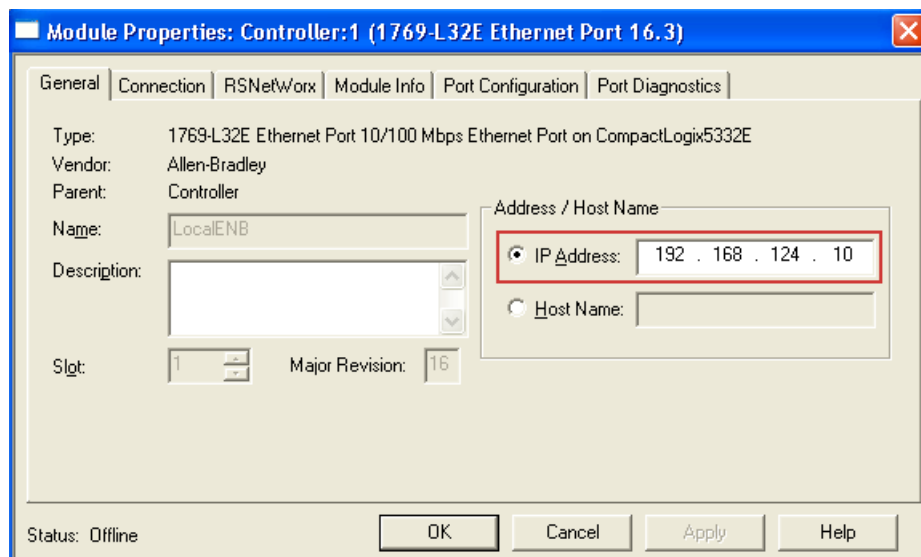 Module Properties: Controller:1 (1769-L32E Ethernet Port 16.3)
General Connection RSNetWorx Module Info Port Configuration Port Diagnostics
Type: 1769-L32E Ethernet Port 10/100 Mbps Ethernet Port on CompactLogix5332E
Vendor: Allen-Bradley
Parent: Controller
Name: LocalENB
Description:
Slot: 1 Major Revision: 16
Address / Host Name
IP Address: 192 . 168 . 124 . 10
Host Name:
Status: Offline
OK Cancel Apply Help